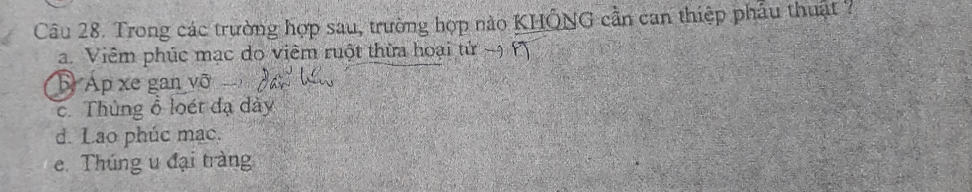 Câu 28. Trong các trường hợp sau, trường hợp nào KHÔNG cần can thiệp phẫu thuật ?
a. Viêm phúc mạc do viêm ruột thừa hoại tử →
b. Áp xe gan vỡ → dẫn lưu
c. Thủng ổ loét dạ dày
d. Lao phúc mạc.
e. Thủng u đại tràng